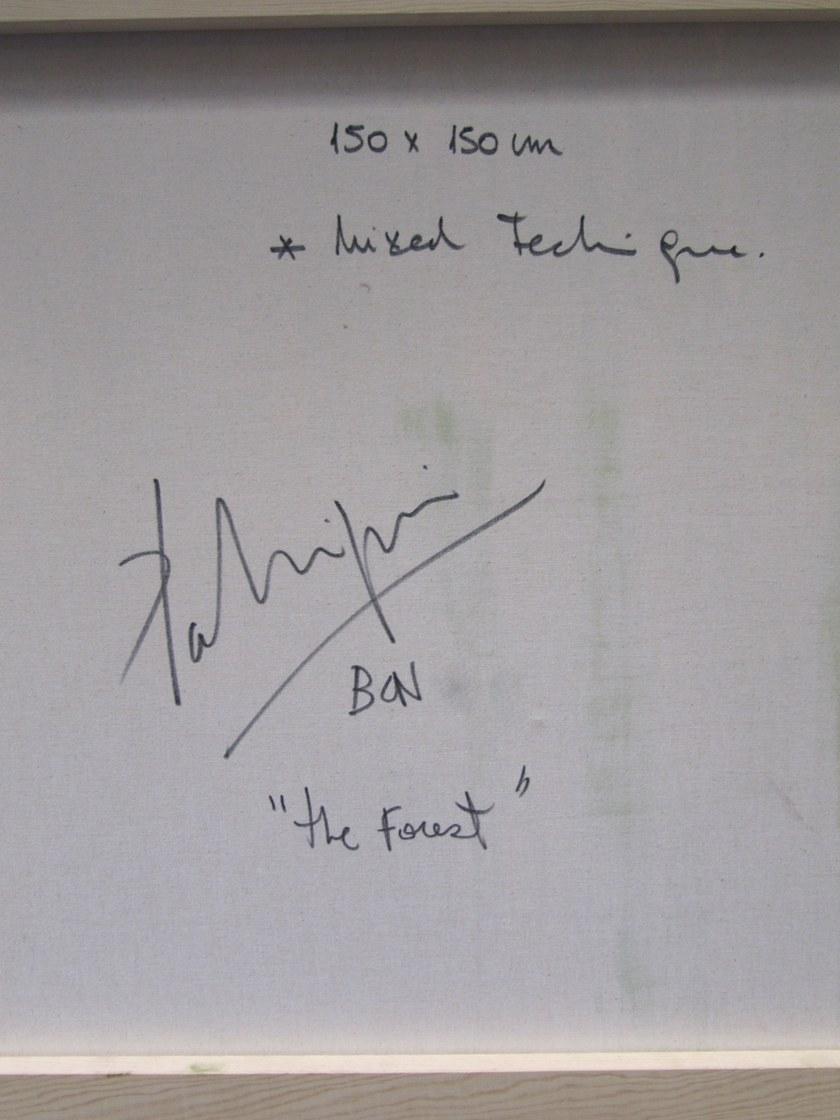 150 x 150 cm
* Mixed Technique.
BCN
"the Forest"